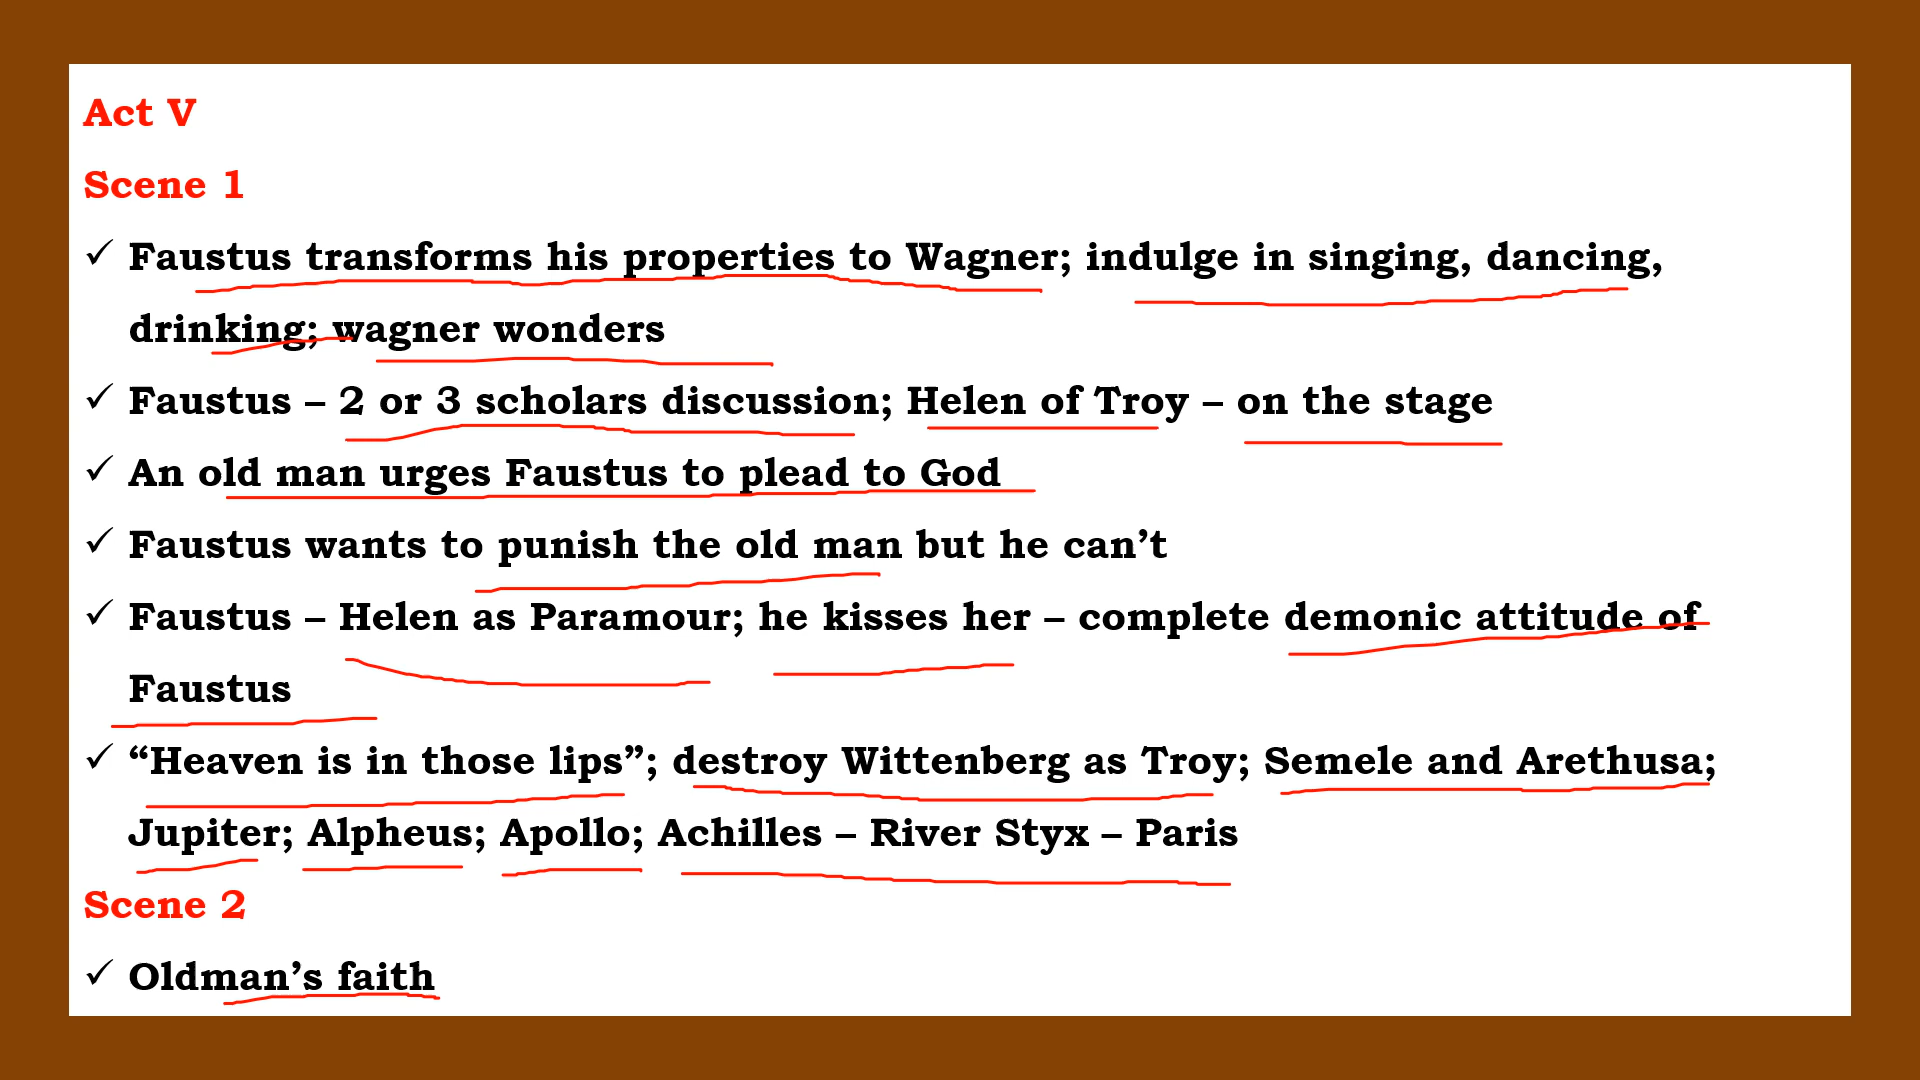 Act V
Scene 1
✓ Faustus transforms his properties to Wagner; indulge in singing, dancing,
drinking; wagner wonders
✓ Faustus – 2 or 3 scholars discussion; Helen of Troy – on the stage
✓ An old man urges Faustus to plead to God
✓ Faustus wants to punish the old man but he can’t
✓ Faustus – Helen as Paramour; he kisses her – complete demonic attitude of
Faustus
✓ “Heaven is in those lips”; destroy Wittenberg as Troy; Semele and Arethusa;
Jupiter; Alpheus; Apollo; Achilles – River Styx – Paris
Scene 2
✓ Oldman’s faith